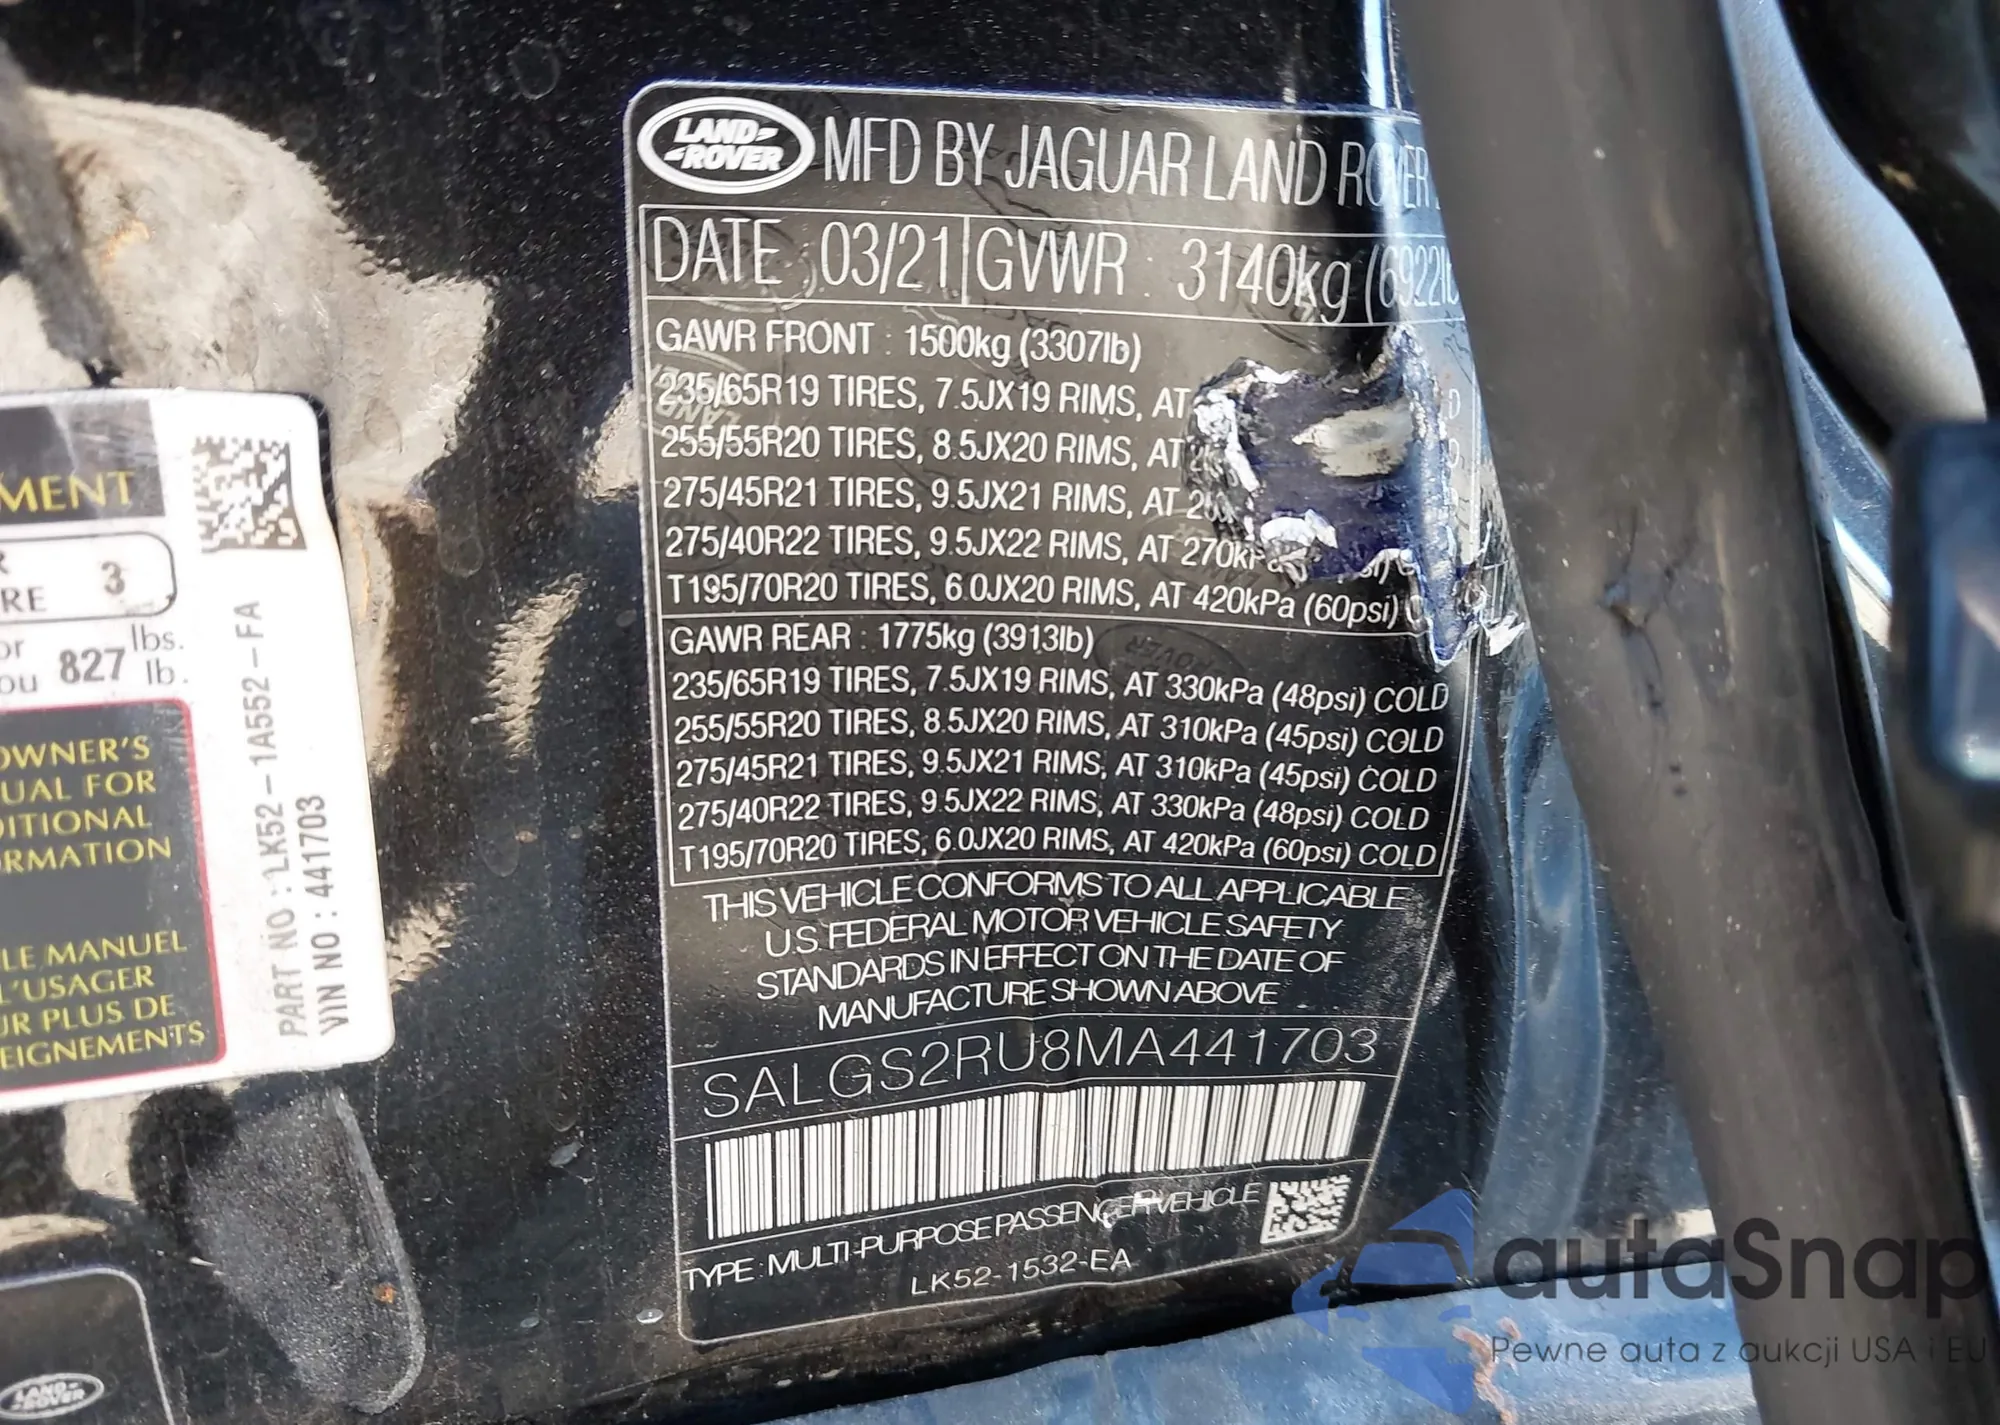 LAND-
-ROVER
MFD BY JAGUAR LAND ROVER
DATE : 03/21 GVWR : 3140kg (6922lb
GAWR FRONT : 1500kg (3307lb)
235/65R19 TIRES, 7.5JX19 RIMS, AT
255/55R20 TIRES, 8.5JX20 RIMS, AT
275/45R21 TIRES, 9.5JX21 RIMS, AT
275/40R22 TIRES, 9.5JX22 RIMS, AT 270kPa
T195/70R20 TIRES, 6.0JX20 RIMS, AT 420kPa (60psi)
GAWR REAR : 1775kg (3913lb)
235/65R19 TIRES, 7.5JX19 RIMS, AT 330kPa (48psi) COLD
255/55R20 TIRES, 8.5JX20 RIMS, AT 310kPa (45psi) COLD
275/45R21 TIRES, 9.5JX21 RIMS, AT 310kPa (45psi) COLD
275/40R22 TIRES, 9.5JX22 RIMS, AT 330kPa (48psi) COLD
T195/70R20 TIRES, 6.0JX20 RIMS, AT 420kPa (60psi) COLD
THIS VEHICLE CONFORMS TO ALL APPLICABLE
U.S. FEDERAL MOTOR VEHICLE SAFETY
STANDARDS IN EFFECT ON THE DATE OF
MANUFACTURE SHOWN ABOVE
SALGS2RU8MA441703
TYPE : MULTI-PURPOSE PASSENGER VEHICLE
LK52-1532-EA
MENT
R
RE 3
or
ou 827 lbs.
lb.
OWNER'S
UAL FOR
DITIONAL
ORMATION
LE MANUEL
L'USAGER
UR PLUS DE
EIGNEMENTS
PART NO : LK52-1A552-FA
VIN NO : 441703
LAND-
-ROVER
autaSnap
Pewne auta z aukcji USA i EU